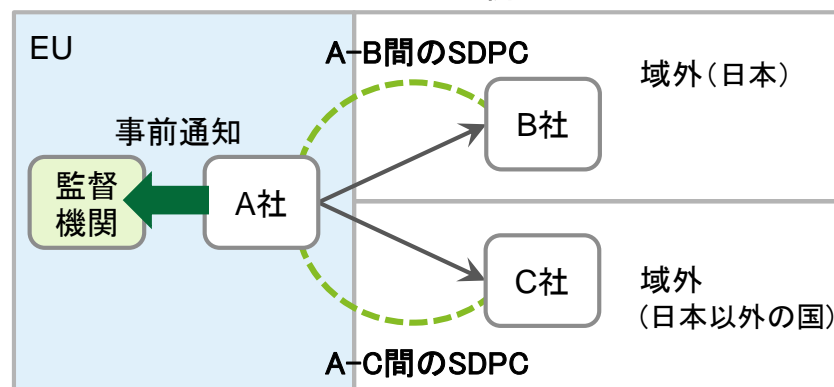 EU
A-B間のSDPC
域外（日本）
B社
事前通知
監督
機関
A社
C社
域外
（日本以外の国）
A-C間のSDPC